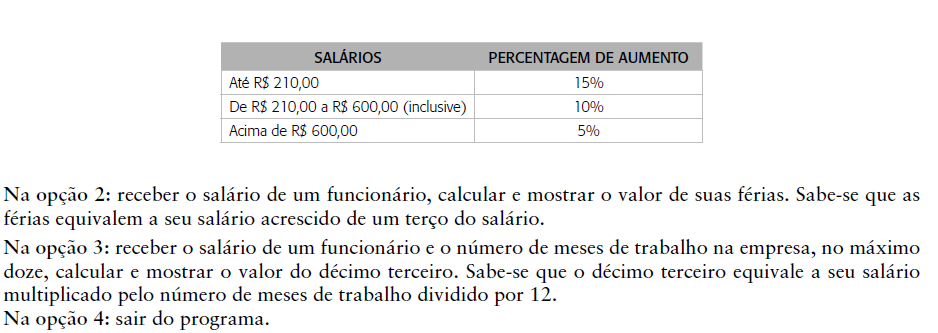 SALÁRIOS PERCENTAGEM DE AUMENTO
Até R$ 210,00 15%
De R$ 210,00 a R$ 600,00 (inclusive) 10%
Acima de R$ 600,00 5%
Na opção 2: receber o salário de um funcionário, calcular e mostrar o valor de suas férias. Sabe-se que as
férias equivalem a seu salário acrescido de um terço do salário.
Na opção 3: receber o salário de um funcionário e o número de meses de trabalho na empresa, no máximo
doze, calcular e mostrar o valor do décimo terceiro. Sabe-se que o décimo terceiro equivale a seu salário
multiplicado pelo número de meses de trabalho dividido por 12.
Na opção 4: sair do programa.